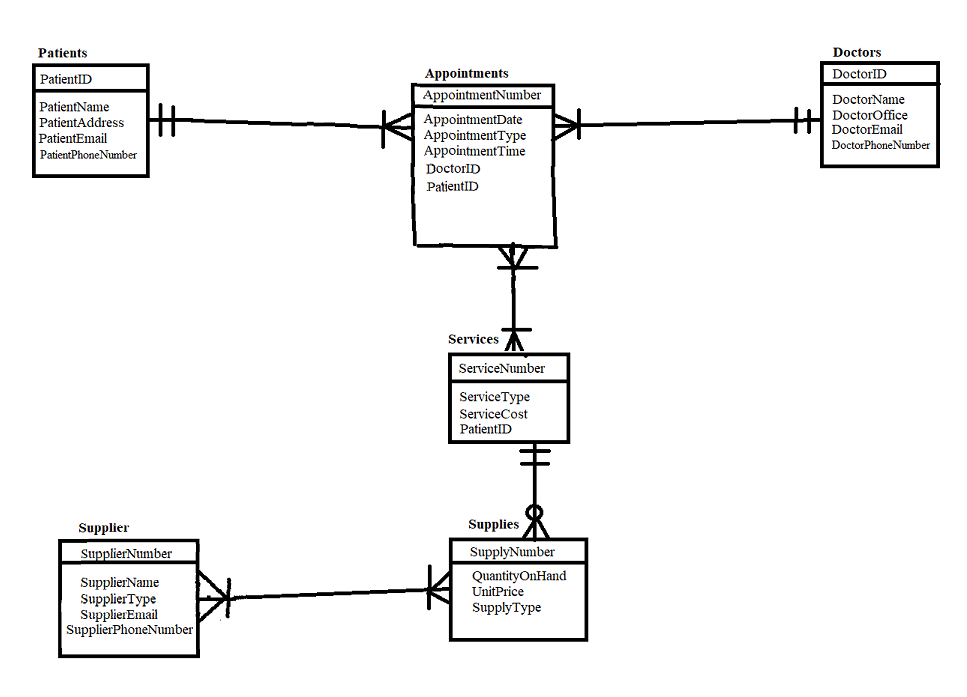 Patients
PatientID
PatientName
PatientAddress
PatientEmail
PatientPhoneNumber
Appointments
AppointmentNumber
AppointmentDate
AppointmentType
AppointmentTime
DoctorID
PatientID
Doctors
DoctorID
DoctorName
DoctorOffice
DoctorEmail
DoctorPhoneNumber
Services
ServiceNumber
ServiceType
ServiceCost
PatientID
Supplier
SupplierNumber
SupplierName
SupplierType
SupplierEmail
SupplierPhoneNumber
Supplies
SupplyNumber
QuantityOnHand
UnitPrice
SupplyType